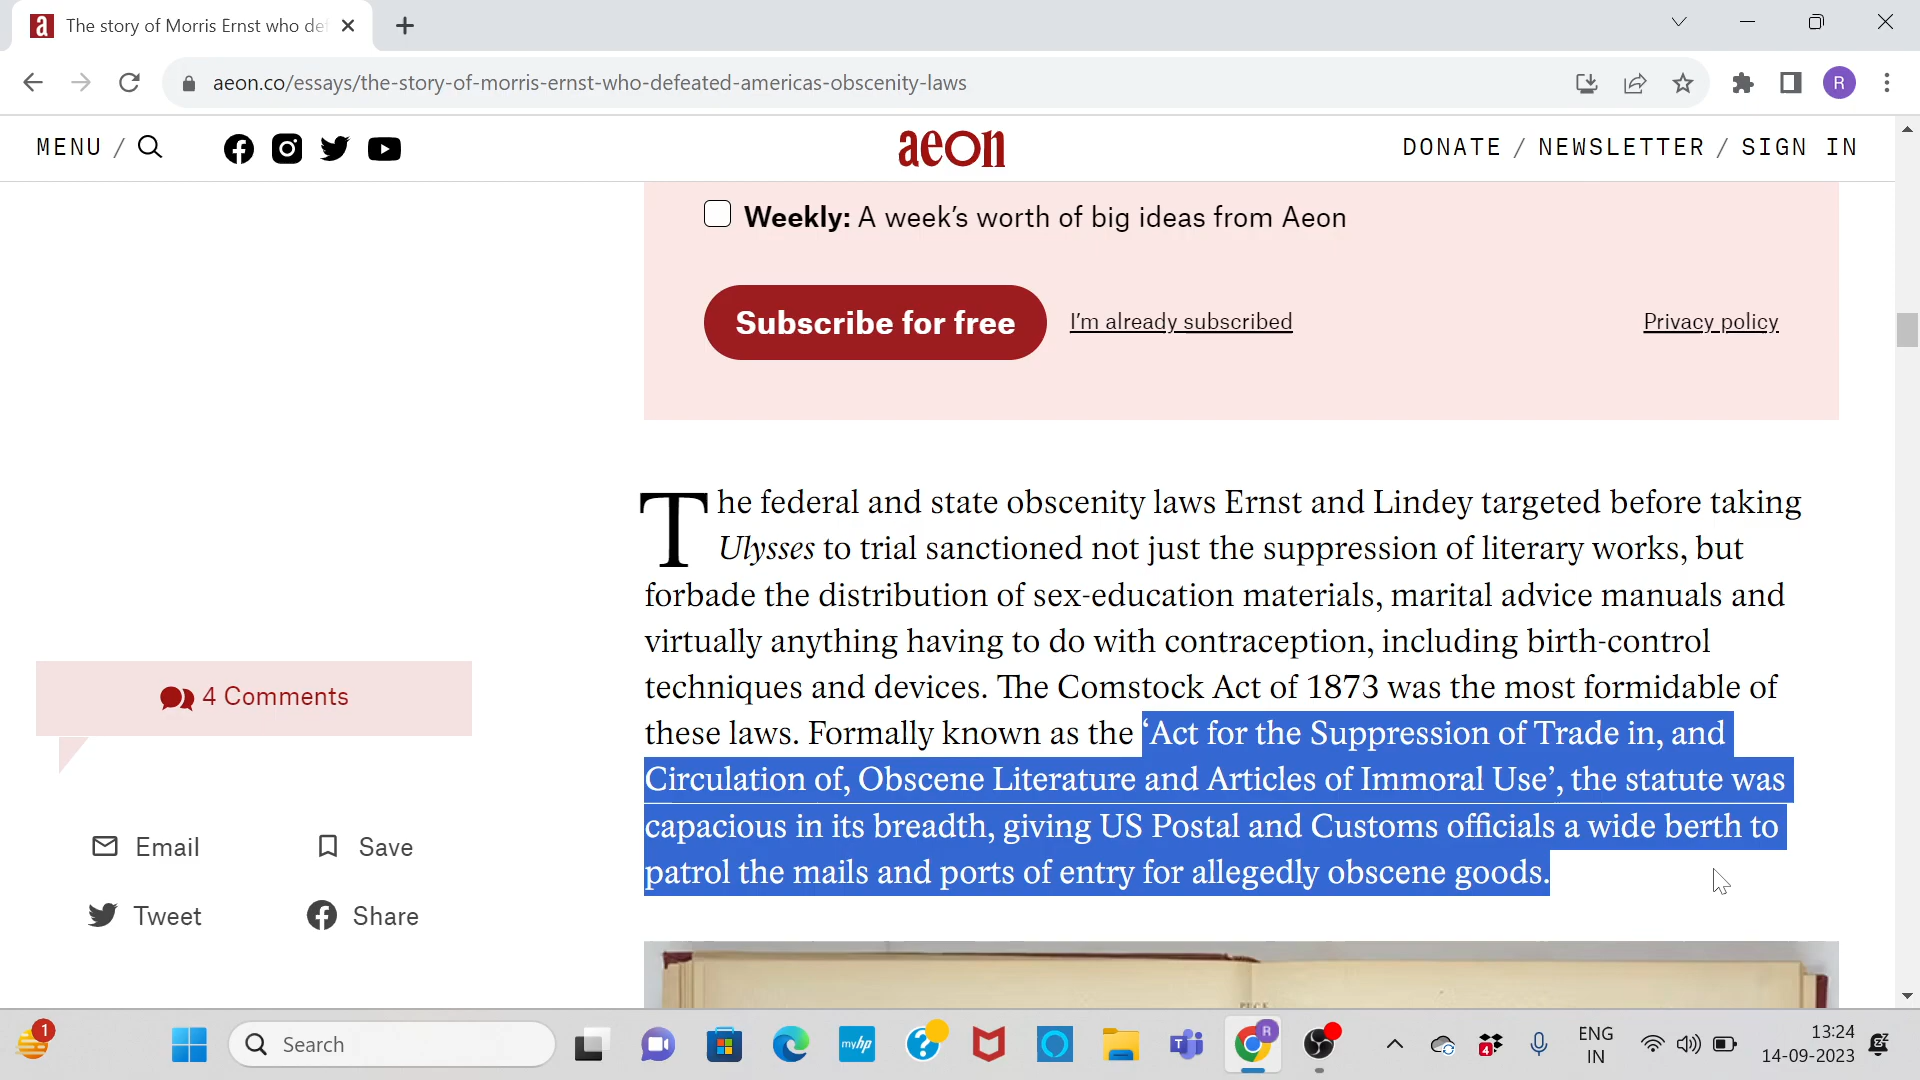 The story of Morris Ernst who def
aeon.co/essays/the-story-of-morris-ernst-who-defeated-americas-obscenity-laws
R
MENU /
aeon
DONATE / NEWSLETTER / SIGN IN
Weekly: A week’s worth of big ideas from Aeon
Subscribe for free
I’m already subscribed
Privacy policy
The federal and state obscenity laws Ernst and Lindey targeted before taking
Ulysses to trial sanctioned not just the suppression of literary works, but
forbade the distribution of sex-education materials, marital advice manuals and
virtually anything having to do with contraception, including birth-control
techniques and devices. The Comstock Act of 1873 was the most formidable of
these laws. Formally known as the ‘Act for the Suppression of Trade in, and
Circulation of, Obscene Literature and Articles of Immoral Use’, the statute was
capacious in its breadth, giving US Postal and Customs officials a wide berth to
patrol the mails and ports of entry for allegedly obscene goods.
4 Comments
Email
Save
Tweet
Share
1
Search
myhp
R
4
ENG
IN
13:24
14-09-2023